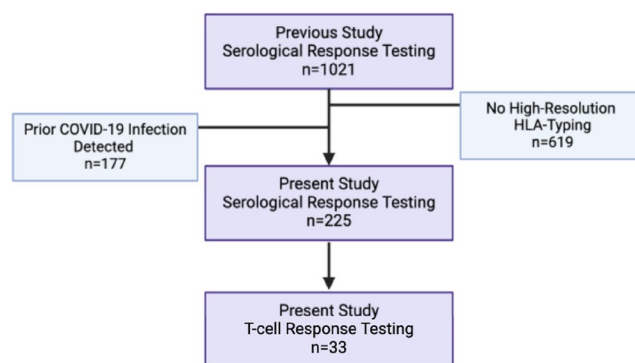 Previous Study
Serological Response Testing
n=1021
No High-Resolution
HLA-Typing
n=619
Prior COVID-19 Infection
Detected
n=177
Present Study
Serological Response Testing
n=225
Present Study
T-cell Response Testing
n=33